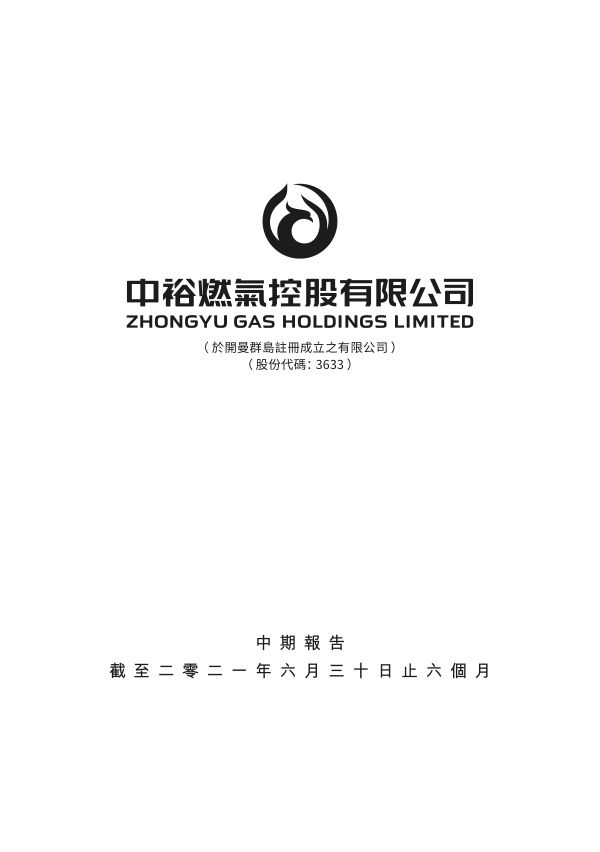 中裕燃氣控股有限公司
ZHONGYU GAS HOLDINGS LIMITED
（於開曼群島註冊成立之有限公司）
（股份代碼：3633）
中期報告
截至二零二一年六月三十日止六個月